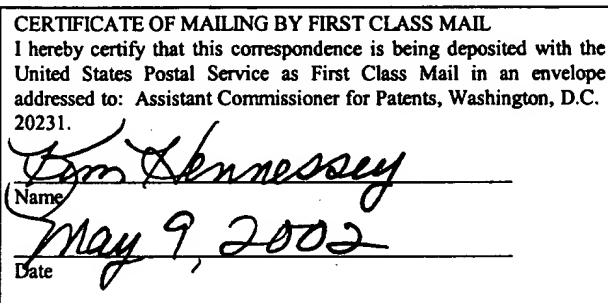 CERTIFICATE OF MAILING BY FIRST CLASS MAIL
I hereby certify that this correspondence is being deposited with the
United States Postal Service as First Class Mail in an envelope
addressed to: Assistant Commissioner for Patents, Washington, D.C.
20231.
Kim Hennessey
Name
May 9, 2002
Date